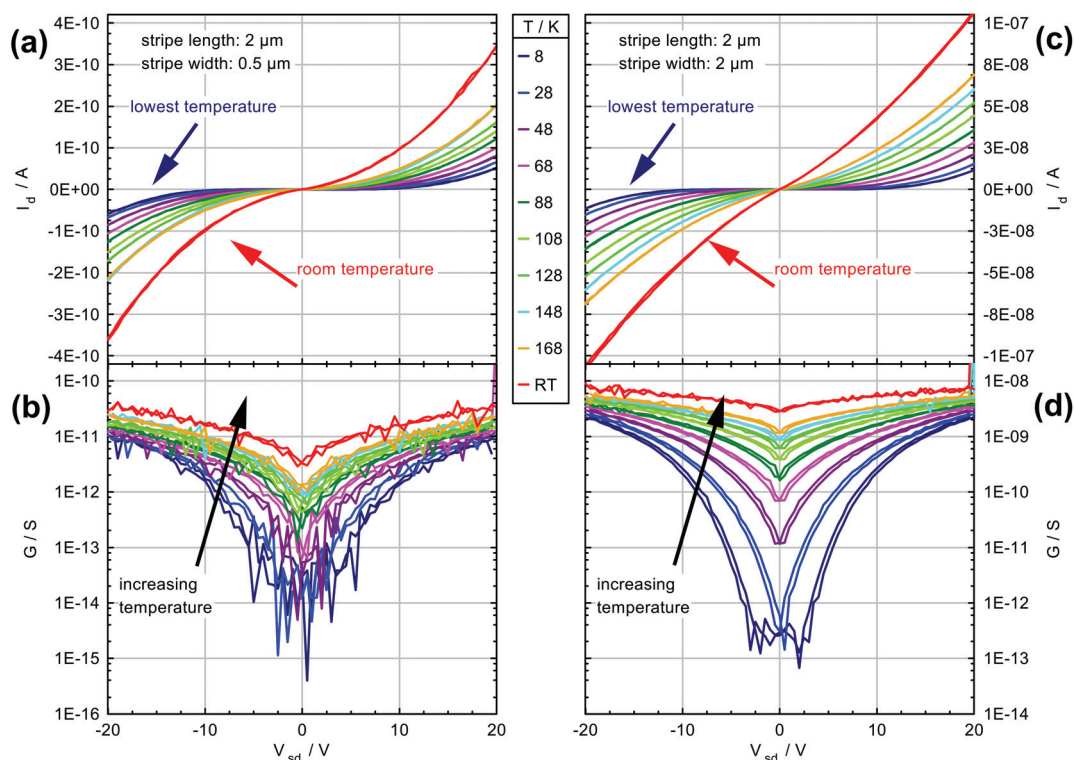 (a)
stripe length: 2 µm
stripe width: 0.5 µm
lowest temperature
room temperature
I_d / A
4E-10
3E-10
2E-10
1E-10
0E+00
-1E-10
-2E-10
-3E-10
-4E-10
T / K
8
28
48
68
88
108
128
148
168
RT
(c)
stripe length: 2 µm
stripe width: 2 µm
lowest temperature
room temperature
I_d / A
1E-07
8E-08
5E-08
3E-08
0E+00
-3E-08
-5E-08
-8E-08
-1E-07
(b)
G / S
1E-10
1E-11
1E-12
1E-13
1E-14
1E-15
1E-16
increasing
temperature
-20 -10 0 10 20
V_sd / V
(d)
G / S
1E-08
1E-09
1E-10
1E-11
1E-12
1E-13
1E-14
increasing
temperature
-20 -10 0 10 20
V_sd / V